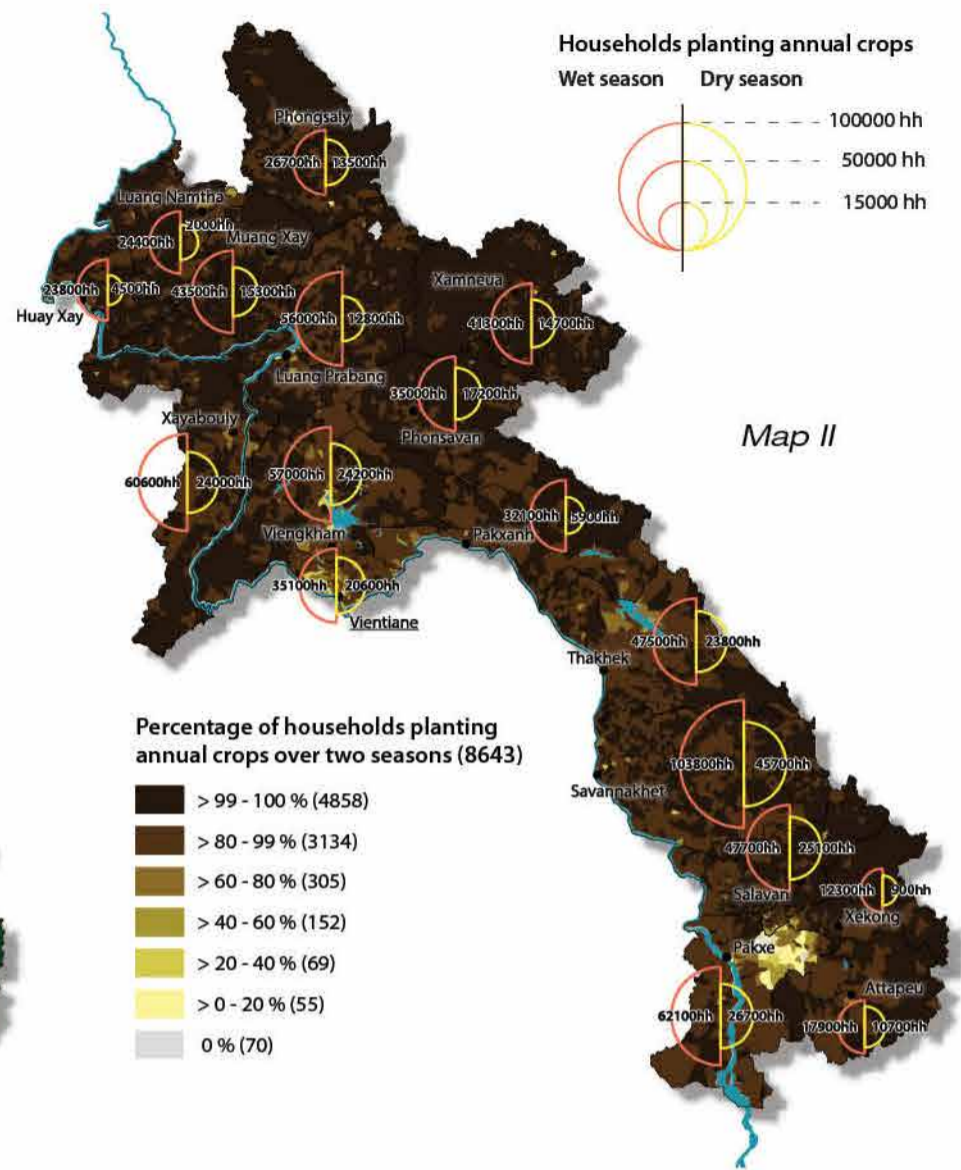 Households planting annual crops
Wet season Dry season
100000 hh
50000 hh
15000 hh
Phongsaly
26700hh 13500hh
Luang Namtha
24400hh 2000hh
Muang Xay
43500hh 15300hh
23800hh 4500hh
Huay Xay
56000hh 12800hh
Luang Prabang
Xamneua
41300hh 14700hh
35000hh 17200hh
Phonsavan
Map II
Xayabouly
60600hh 24000hh
57000hh 24200hh
Viengkham
32100hh 5900hh
Pakxanh
35100hh 20600hh
Vientiane
47500hh 23800hh
Thakhek
103800hh 45700hh
Savannakhet
47700hh 25100hh
Salavan
12300hh 900hh
Xekong
Pakxe
Attapeu
62100hh 26700hh
17900hh 10700hh
Percentage of households planting
annual crops over two seasons (8643)
> 99 - 100 % (4858)
> 80 - 99 % (3134)
> 60 - 80 % (305)
> 40 - 60 % (152)
> 20 - 40 % (69)
> 0 - 20 % (55)
0 % (70)